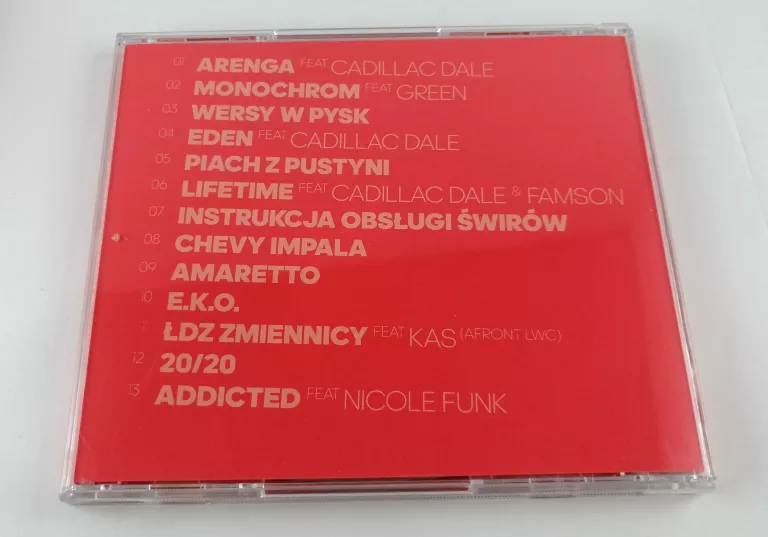 01 ARENGA FEAT CADILLAC DALE
02 MONOCHROM FEAT GREEN
03 WERSY W PYSK
04 EDEN FEAT CADILLAC DALE
05 PIACH Z PUSTYNI
06 LIFETIME FEAT CADILLAC DALE & FAMSON
07 INSTRUKCJA OBSŁUGI ŚWIRÓW
08 CHEVY IMPALA
09 AMARETTO
10 E.K.O.
11 ŁDZ ZMIENNICY FEAT KAS (AFRONT LWC)
12 20/20
13 ADDICTED FEAT NICOLE FUNK